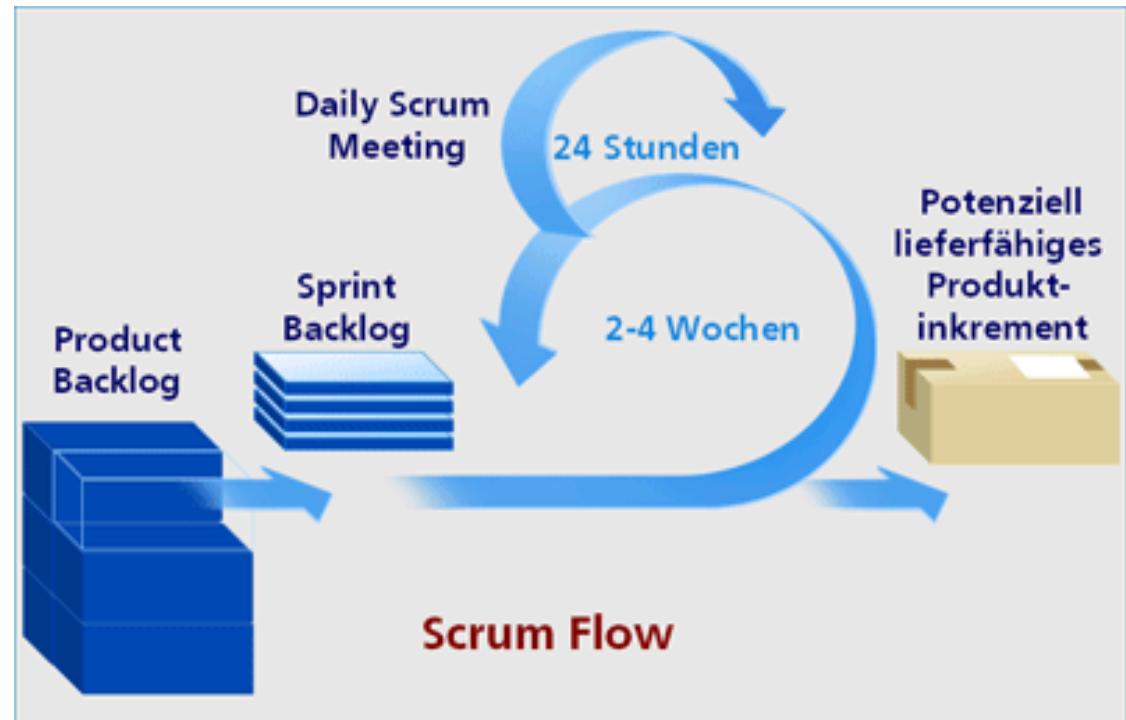 Daily Scrum
Meeting
24 Stunden
Potenziell
lieferfähiges
Produkt-
inkrement
Sprint
Backlog
2-4 Wochen
Product
Backlog
Scrum Flow